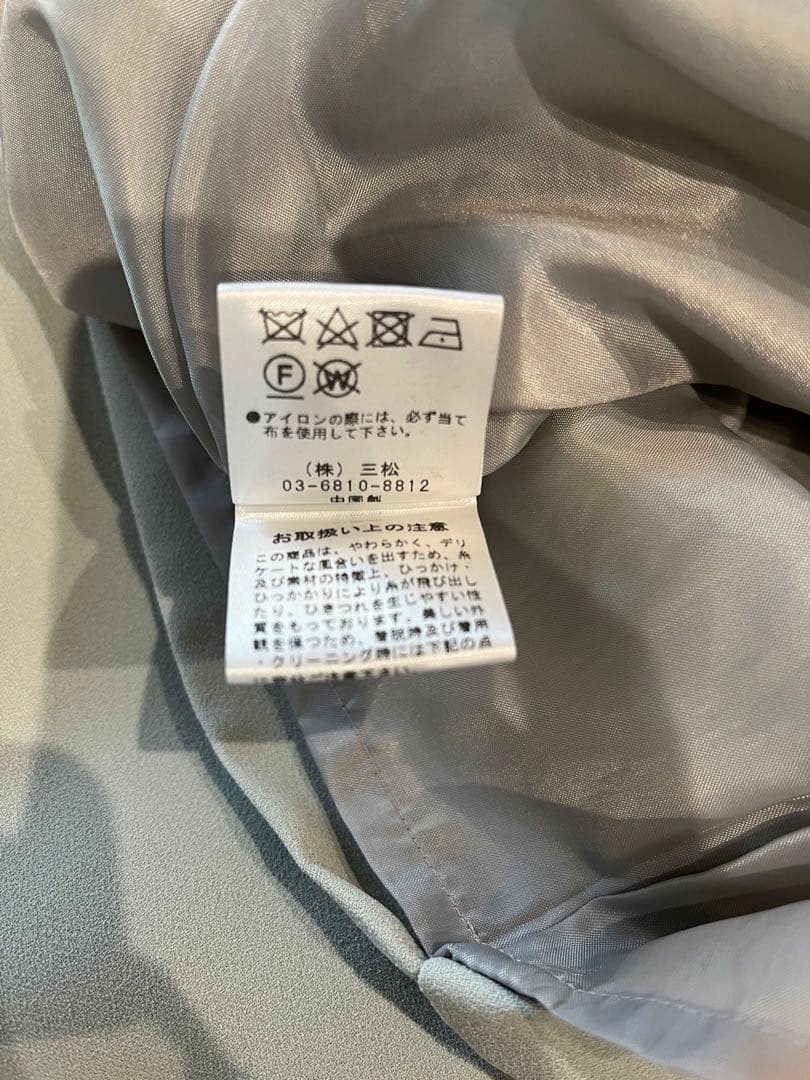 F W
●アイロンの際には、必ず当て
布を使用して下さい。
(株) 三松
03-6810-8812
中国製
お取扱い上の注意
この商品は、やわらかく、デリ
ケートな風合いを出すため、糸
及び素材の特徴上、ひっかけ・
ひっかかりにより糸が飛び出し
たり、ひきつれを生じやすい性
質をもっております。美しい外
観を保つため、着脱時及び着用
・クリーニング時には下記の点